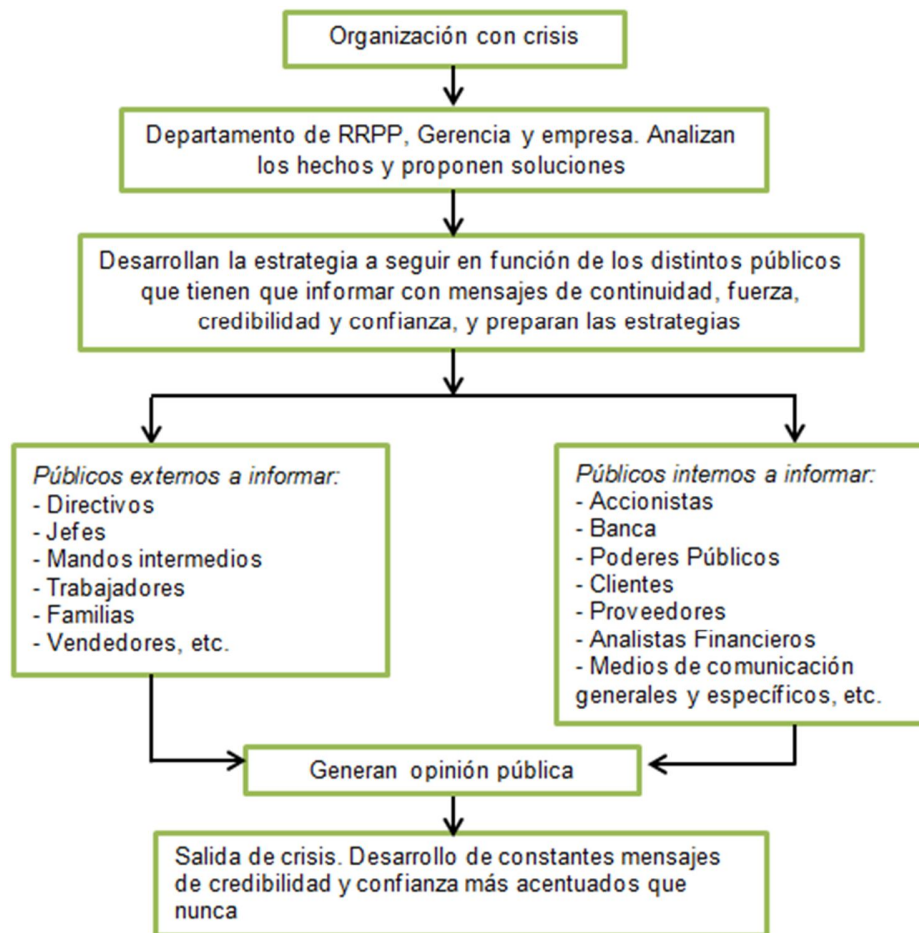 Organización con crisis
Departamento de RRPP, Gerencia y empresa. Analizan
los hechos y proponen soluciones
Desarrollan la estrategia a seguir en función de los distintos públicos
que tienen que informar con mensajes de continuidad, fuerza,
credibilidad y confianza, y preparan las estrategias
Públicos externos a informar:
- Directivos
- Jefes
- Mandos intermedios
- Trabajadores
- Familias
- Vendedores, etc.
Públicos internos a informar:
- Accionistas
- Banca
- Poderes Públicos
- Clientes
- Proveedores
- Analistas Financieros
- Medios de comunicación
generales y específicos, etc.
Generan opinión pública
Salida de crisis. Desarrollo de constantes mensajes
de credibilidad y confianza más acentuados que
nunca